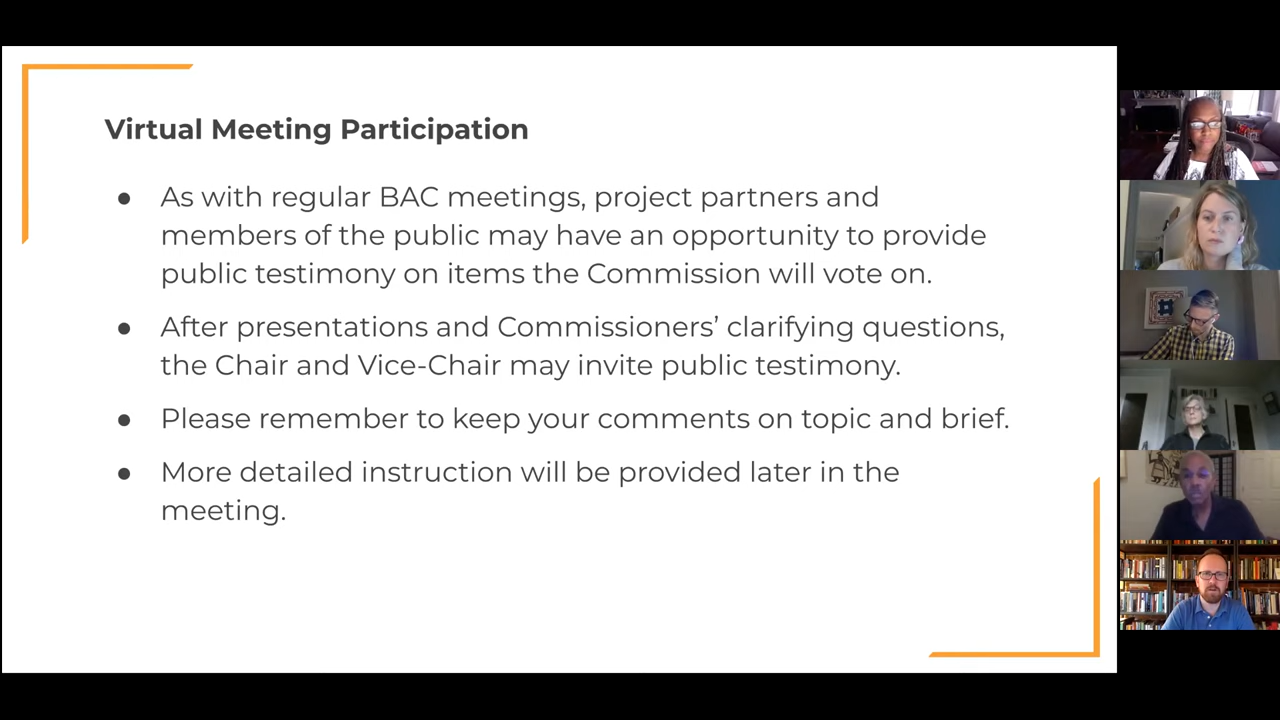 Virtual Meeting Participation
● As with regular BAC meetings, project partners and
members of the public may have an opportunity to provide
public testimony on items the Commission will vote on.
● After presentations and Commissioners’ clarifying questions,
the Chair and Vice-Chair may invite public testimony.
● Please remember to keep your comments on topic and brief.
● More detailed instruction will be provided later in the
meeting.